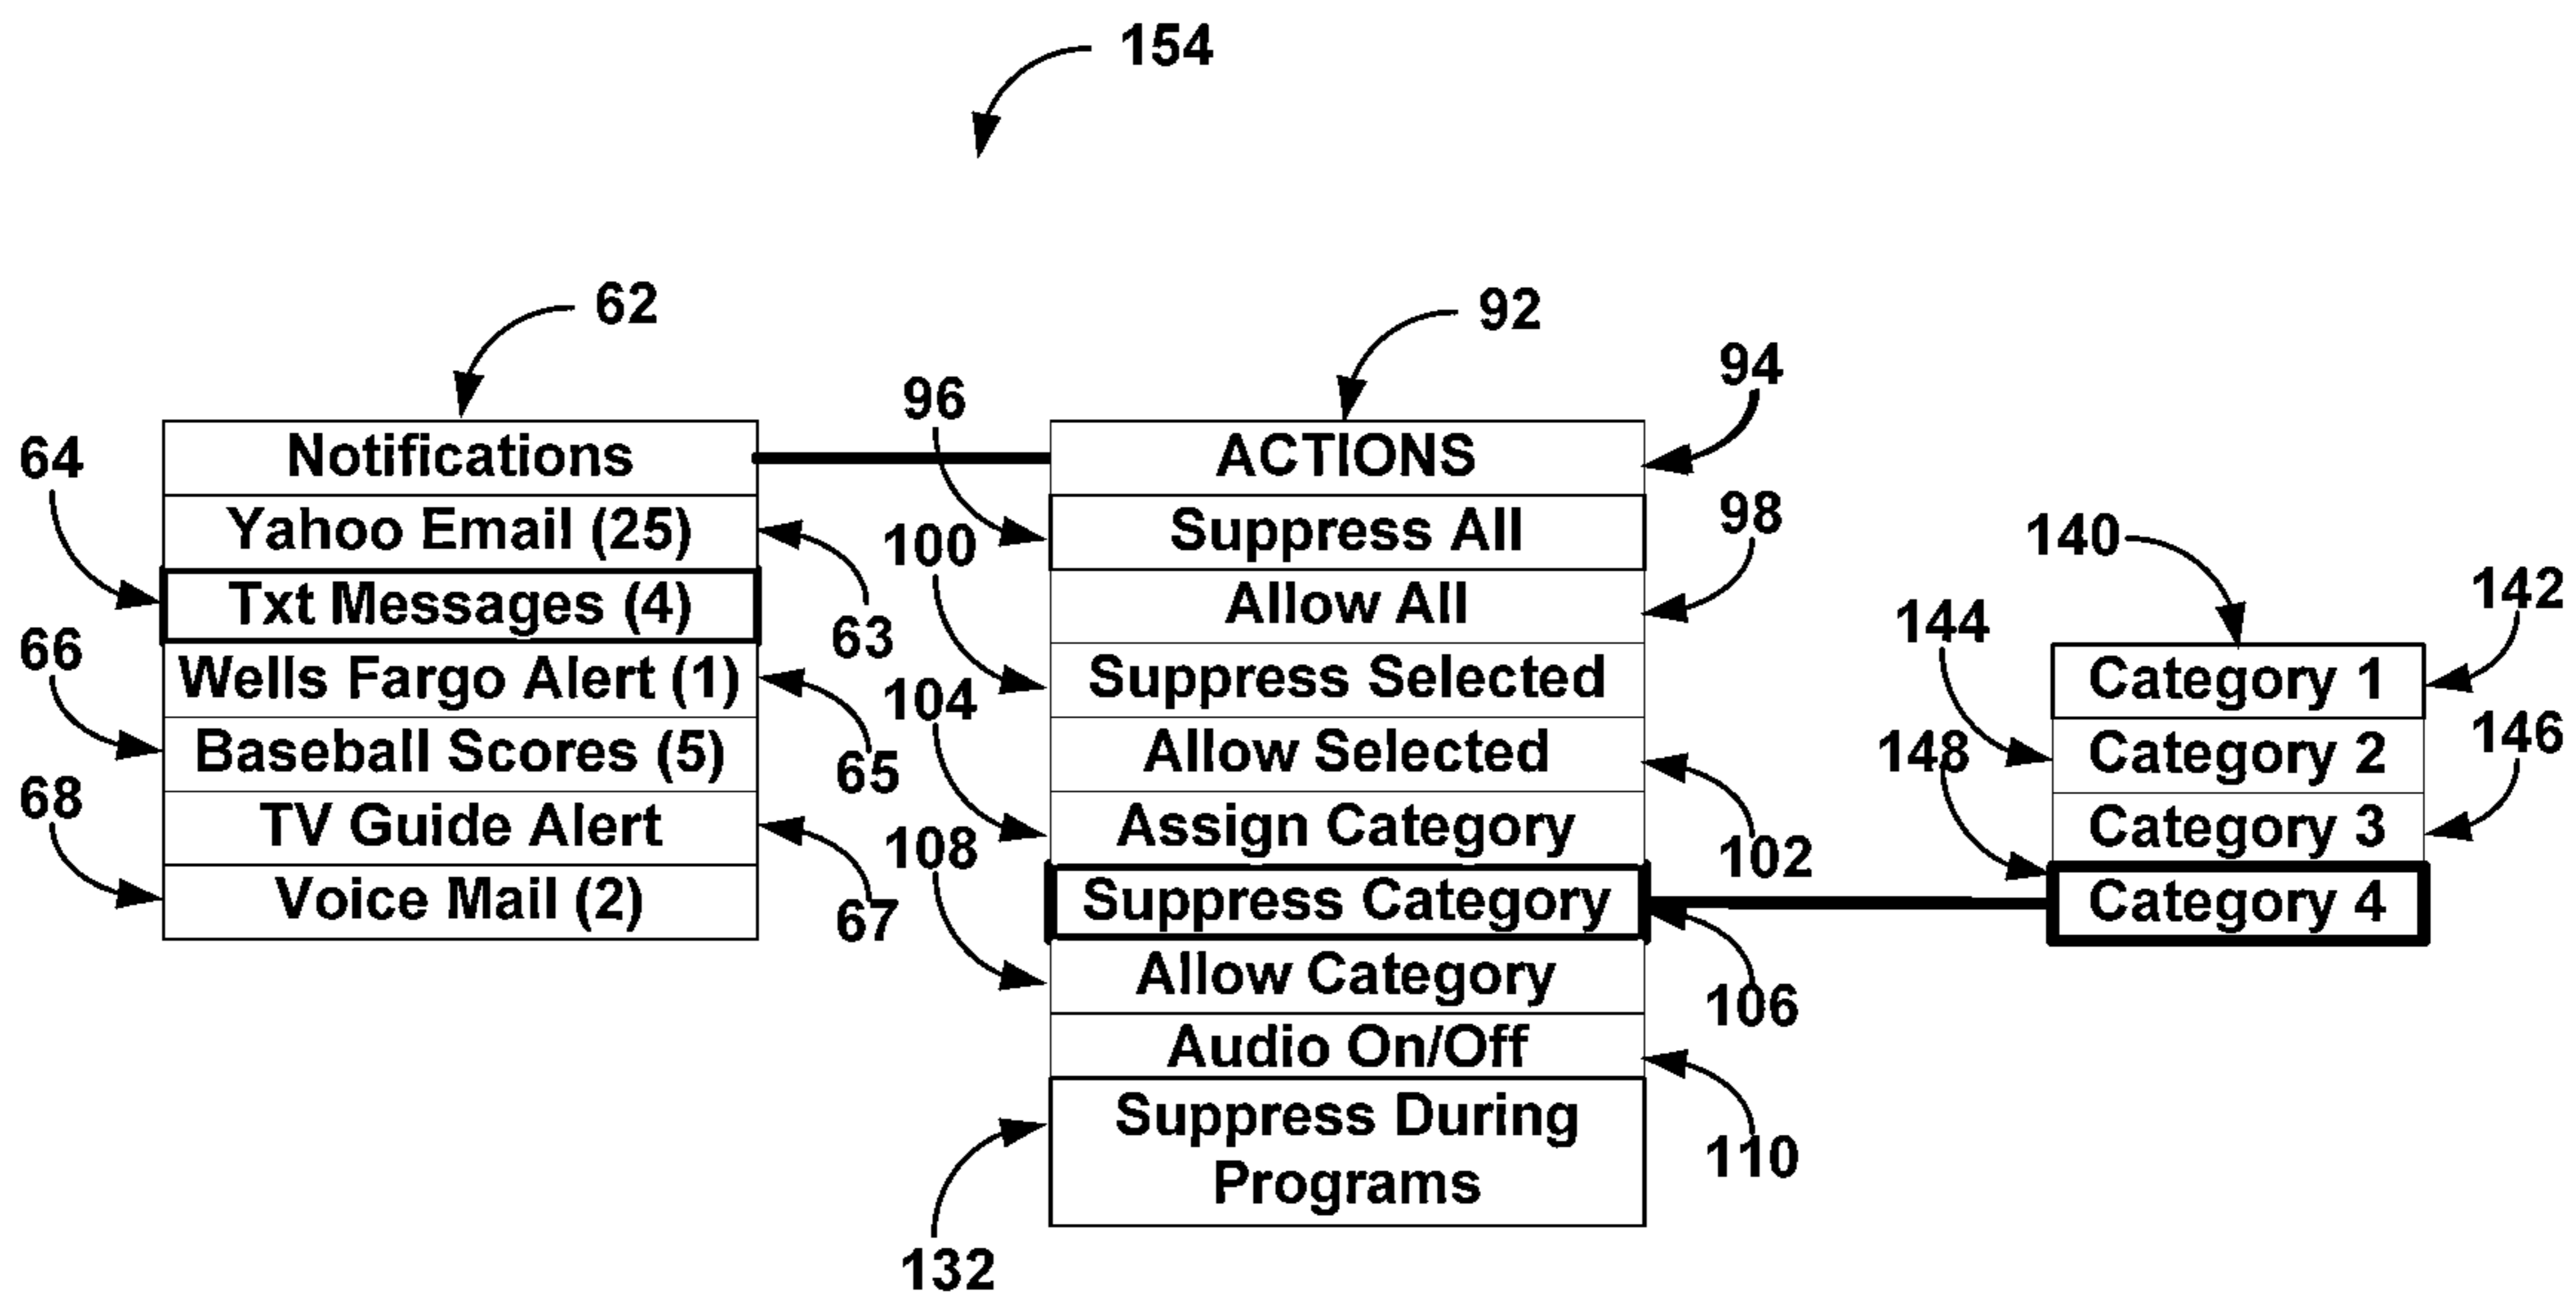 154
62
92
94
96
64
Notifications
ACTIONS
Yahoo Email (25)
63
Suppress All
98
100
Txt Messages (4)
Allow All
140
142
66
Wells Fargo Alert (1)
65
Suppress Selected
104
144
Category 1
Baseball Scores (5)
Allow Selected
102
148
Category 2
146
68
TV Guide Alert
67
Assign Category
108
Category 3
Voice Mail (2)
Suppress Category
106
Category 4
Allow Category
Audio On/Off
110
Suppress During
Programs
132